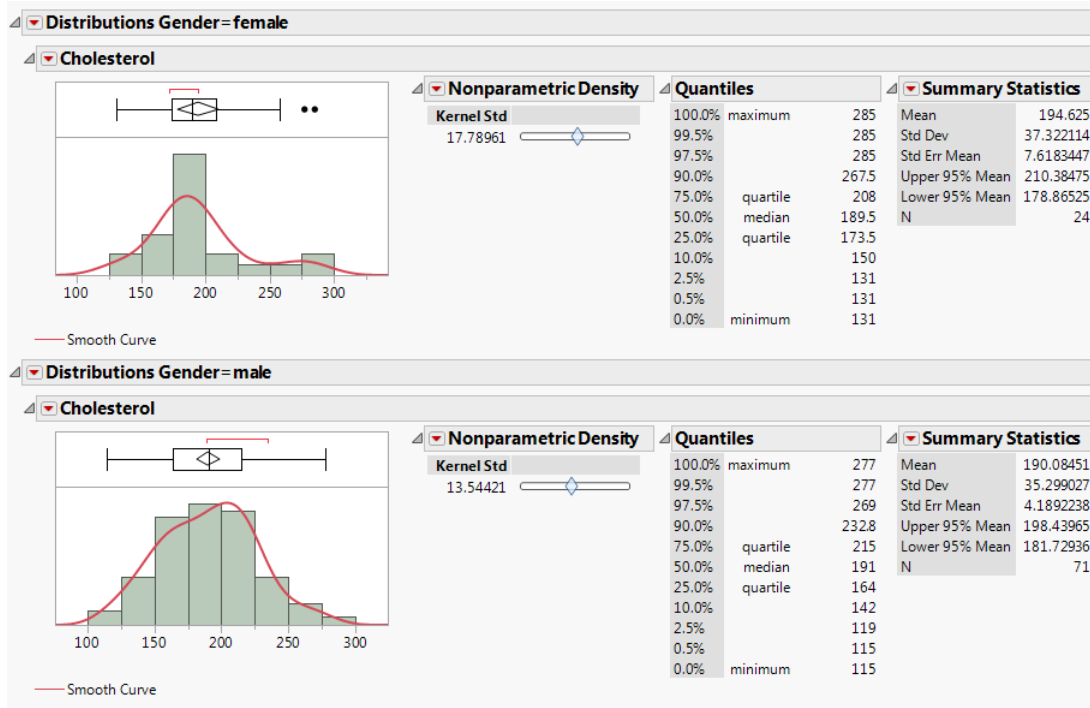 Distributions Gender=female
Cholesterol
100 150 200 250 300
Smooth Curve
Nonparametric Density
Kernel Std
17.78961
Quantiles
100.0% maximum 285
99.5% 285
97.5% 285
90.0% 267.5
75.0% quartile 208
50.0% median 189.5
25.0% quartile 173.5
10.0% 150
2.5% 131
0.5% 131
0.0% minimum 131
Summary Statistics
Mean 194.625
Std Dev 37.322114
Std Err Mean 7.6183447
Upper 95% Mean 210.38475
Lower 95% Mean 178.86525
N 24
Distributions Gender=male
Cholesterol
100 150 200 250 300
Smooth Curve
Nonparametric Density
Kernel Std
13.54421
Quantiles
100.0% maximum 277
99.5% 277
97.5% 269
90.0% 232.8
75.0% quartile 215
50.0% median 191
25.0% quartile 164
10.0% 142
2.5% 119
0.5% 115
0.0% minimum 115
Summary Statistics
Mean 190.08451
Std Dev 35.299027
Std Err Mean 4.1892238
Upper 95% Mean 198.43965
Lower 95% Mean 181.72936
N 71